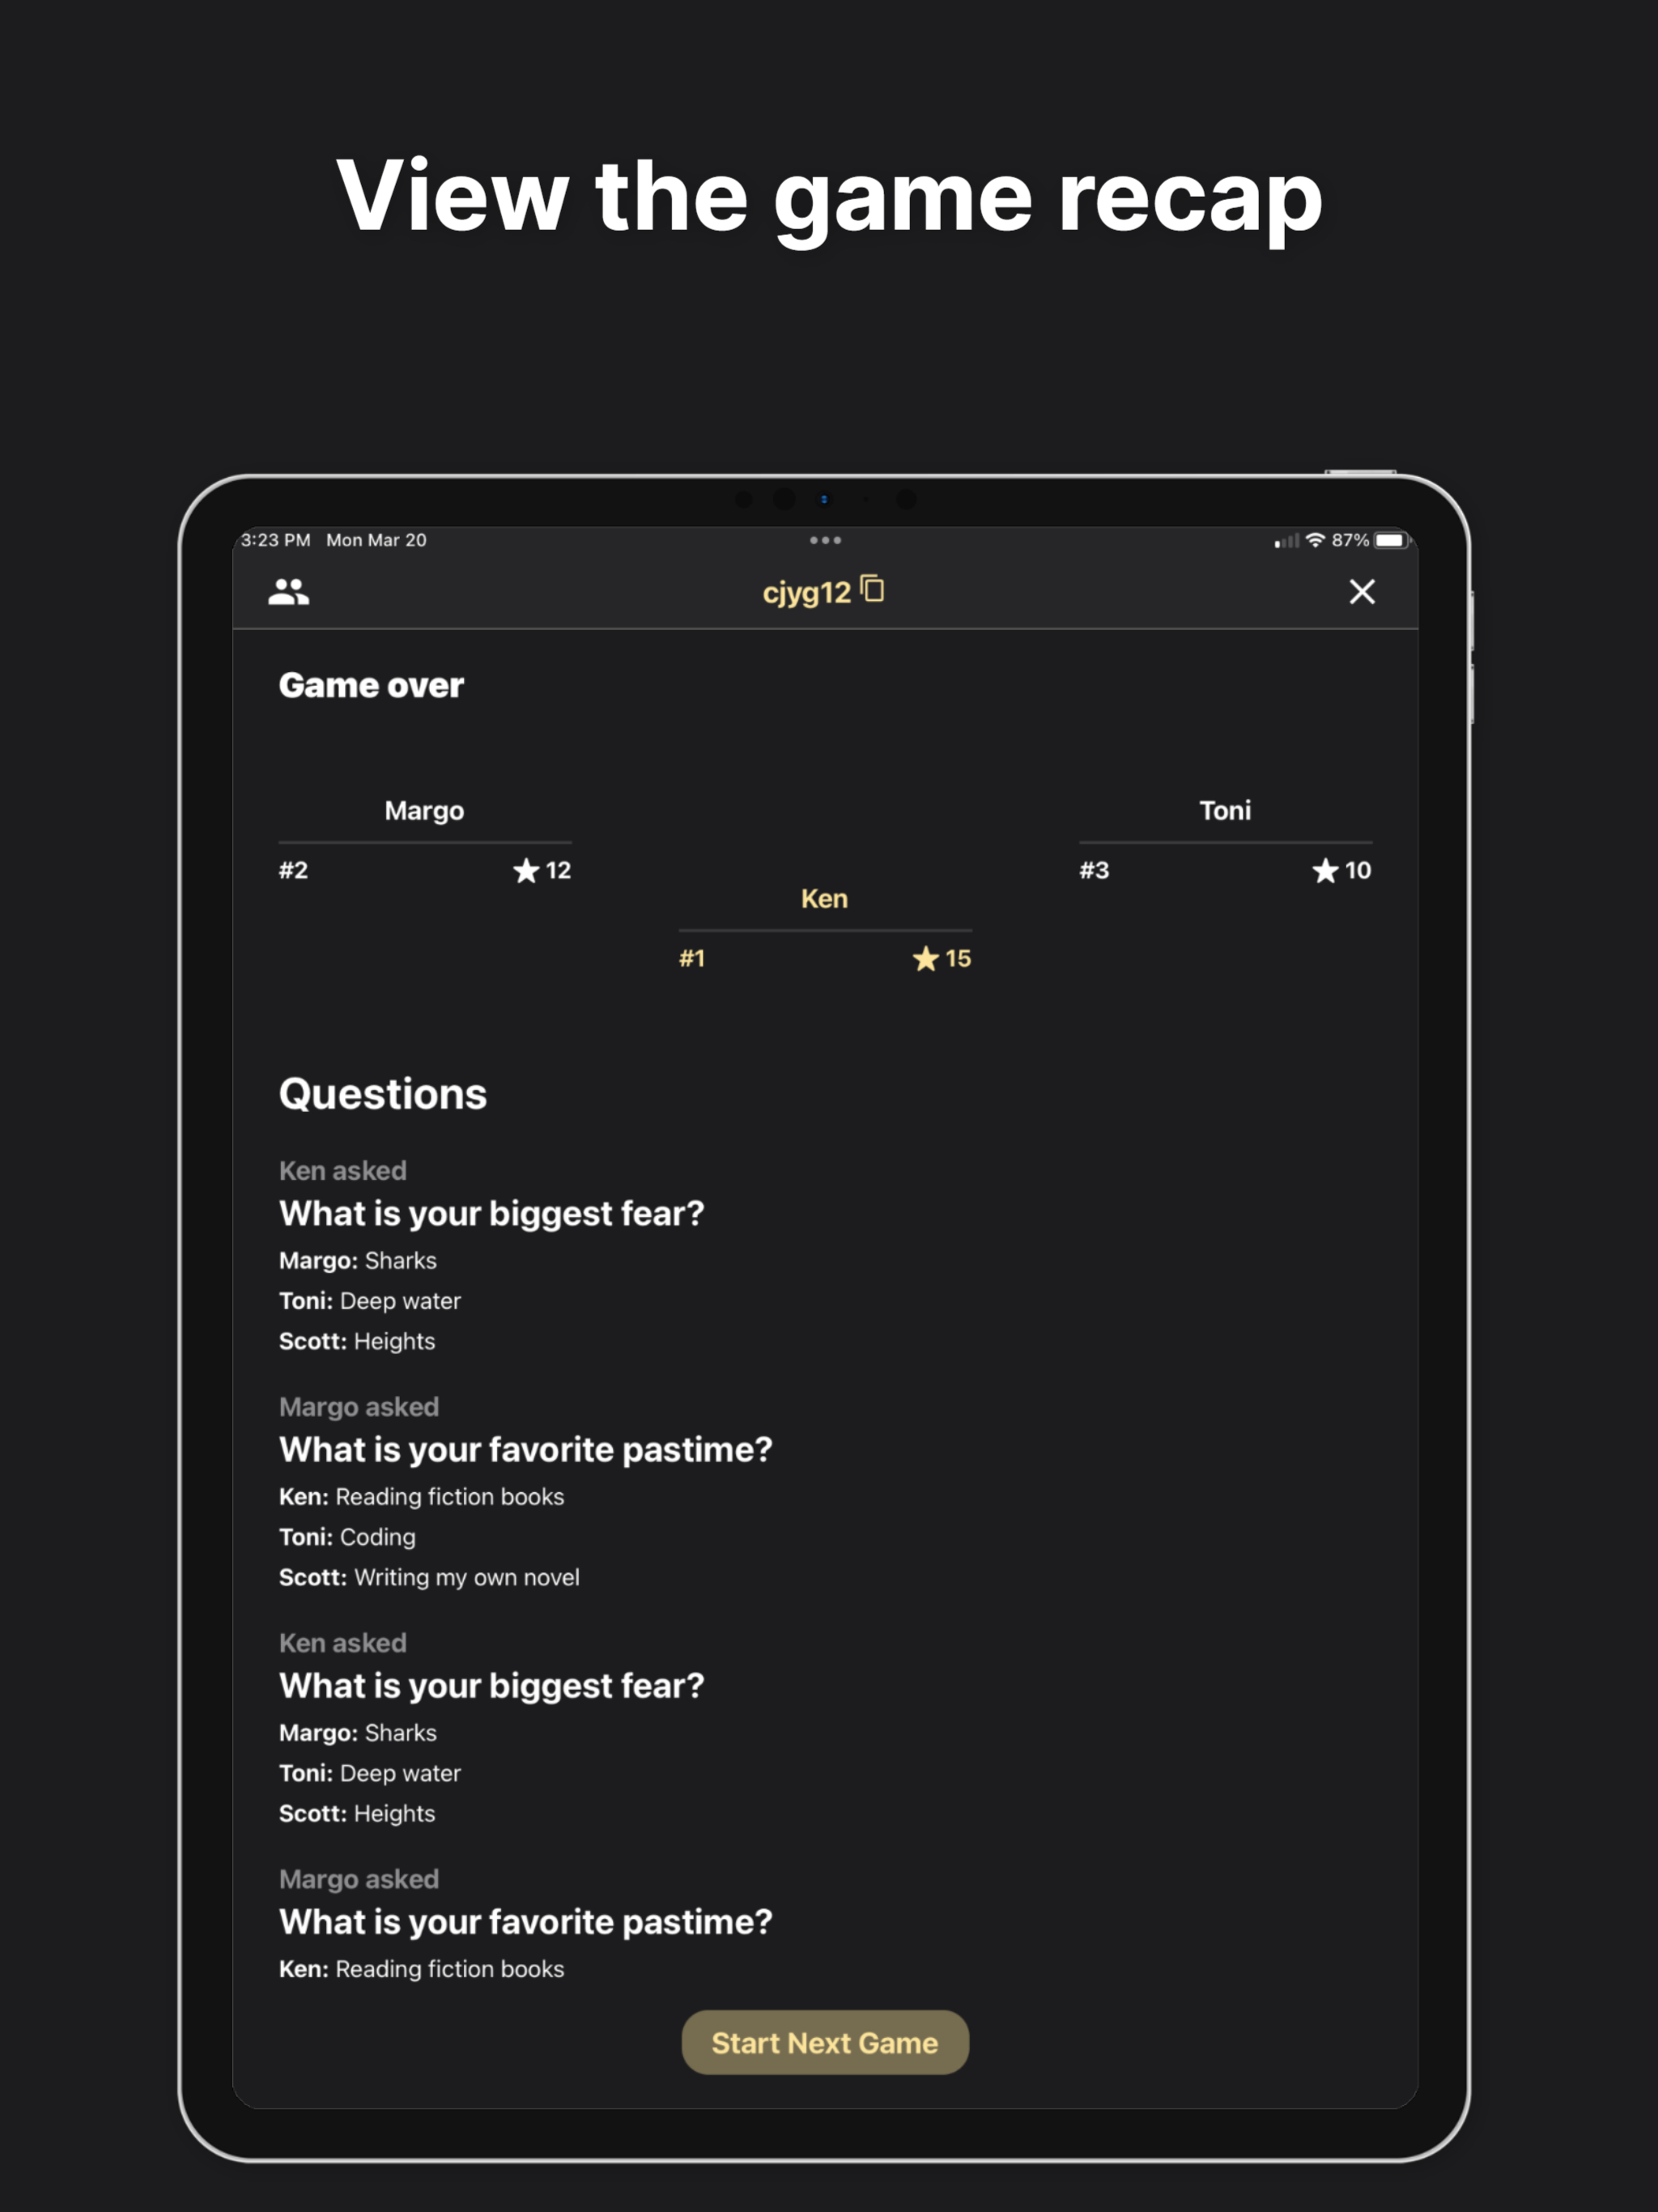 View the game recap
3:23 PM Mon Mar 20
87%
cjyg12
Game over
Margo
#2 12
Ken
#1 15
Toni
#3 10
Questions
Ken asked
What is your biggest fear?
Margo: Sharks
Toni: Deep water
Scott: Heights
Margo asked
What is your favorite pastime?
Ken: Reading fiction books
Toni: Coding
Scott: Writing my own novel
Ken asked
What is your biggest fear?
Margo: Sharks
Toni: Deep water
Scott: Heights
Margo asked
What is your favorite pastime?
Ken: Reading fiction books
Start Next Game